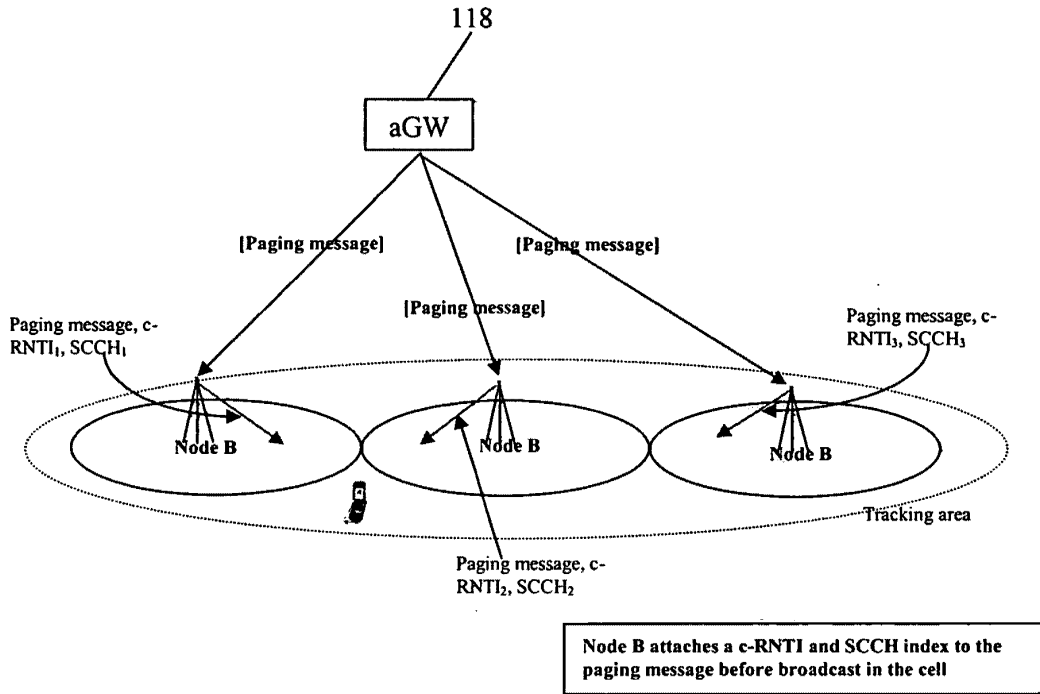 118
aGW
[Paging message]
[Paging message]
[Paging message]
Paging message, c-
RNTI₁, SCCH₁
Paging message, c-
RNTI₃, SCCH₃
Node B
Node B
Node B
Tracking area
Paging message, c-
RNTI₂, SCCH₂
Node B attaches a c-RNTI and SCCH index to the
paging message before broadcast in the cell